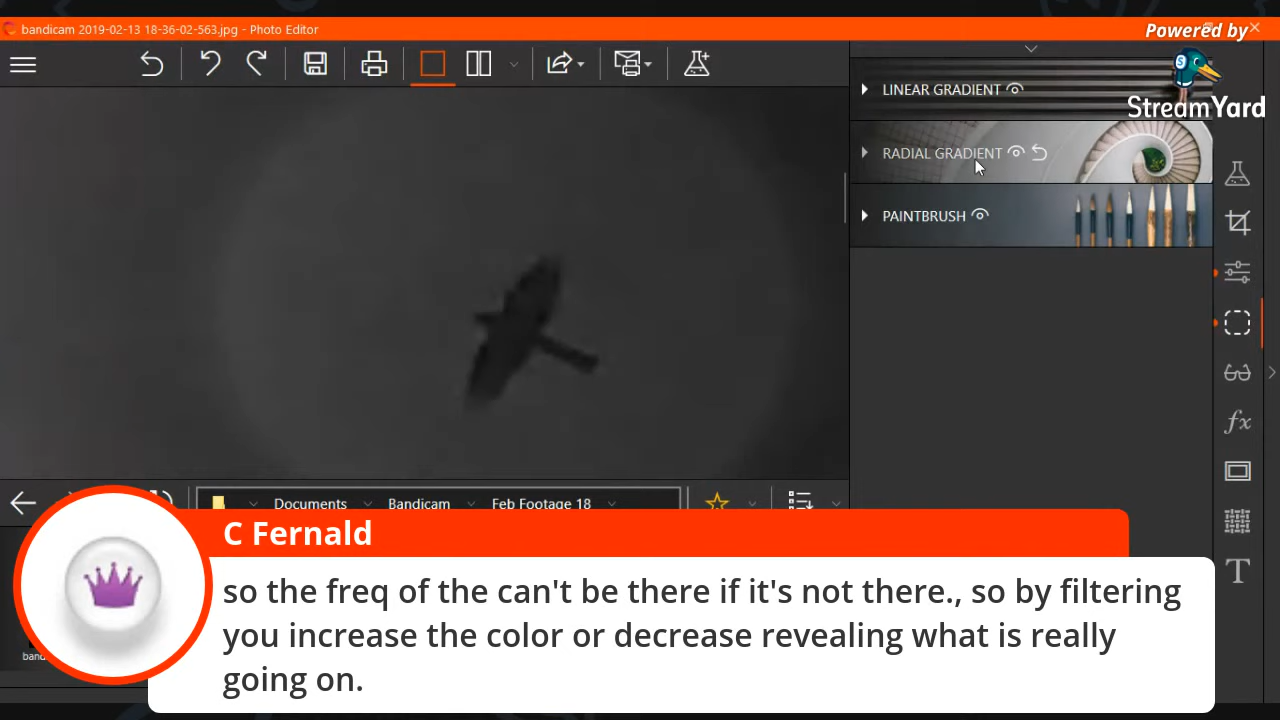 bandicam 2019-02-13 18-36-02-563.jpg - Photo Editor
Powered by
StreamYard
LINEAR GRADIENT
RADIAL GRADIENT
PAINTBRUSH
fx
T
Documents
Bandicam
Feb Footage 18
C Fernald
so the freq of the can't be there if it's not there., so by filtering
you increase the color or decrease revealing what is really
going on.